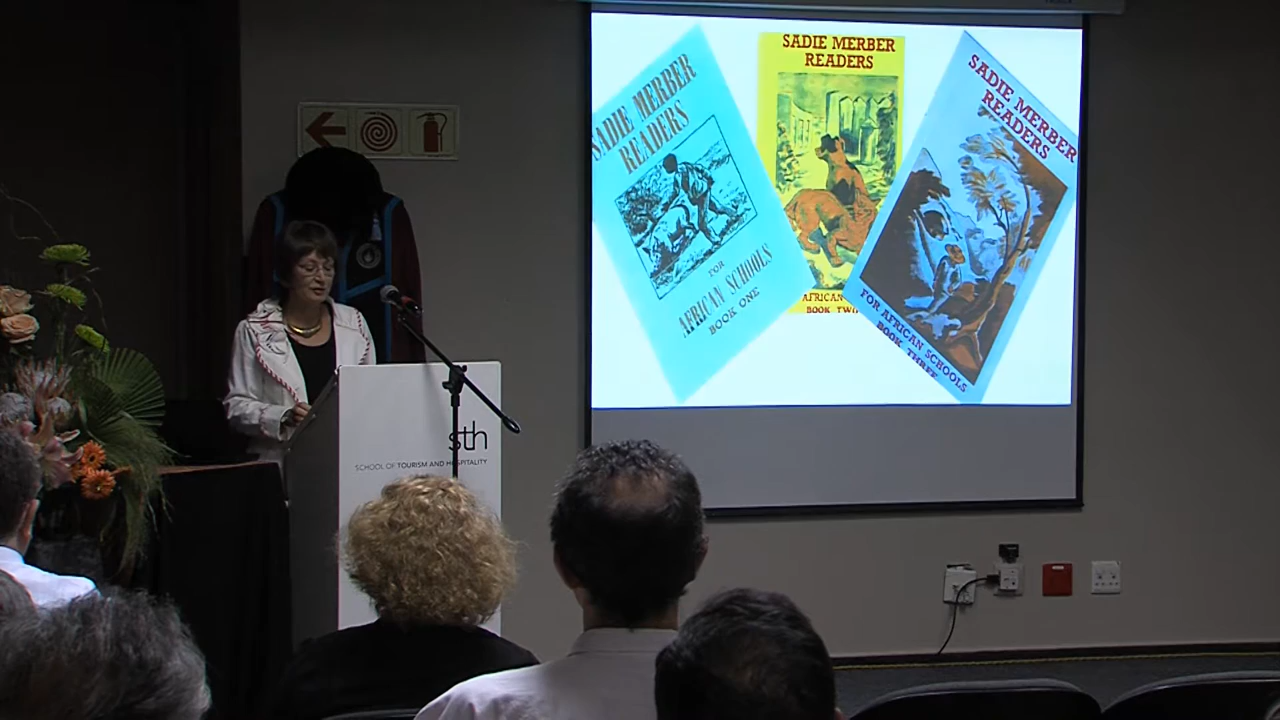 SADIE MERBER
READERS
FOR
AFRICAN SCHOOLS
BOOK ONE
SADIE MERBER
READERS
AFRICAN
BOOK TWO
SADIE MERBER
READERS
FOR AFRICAN SCHOOLS
BOOK THREE
sth
SCHOOL OF TOURISM AND HOSPITALITY